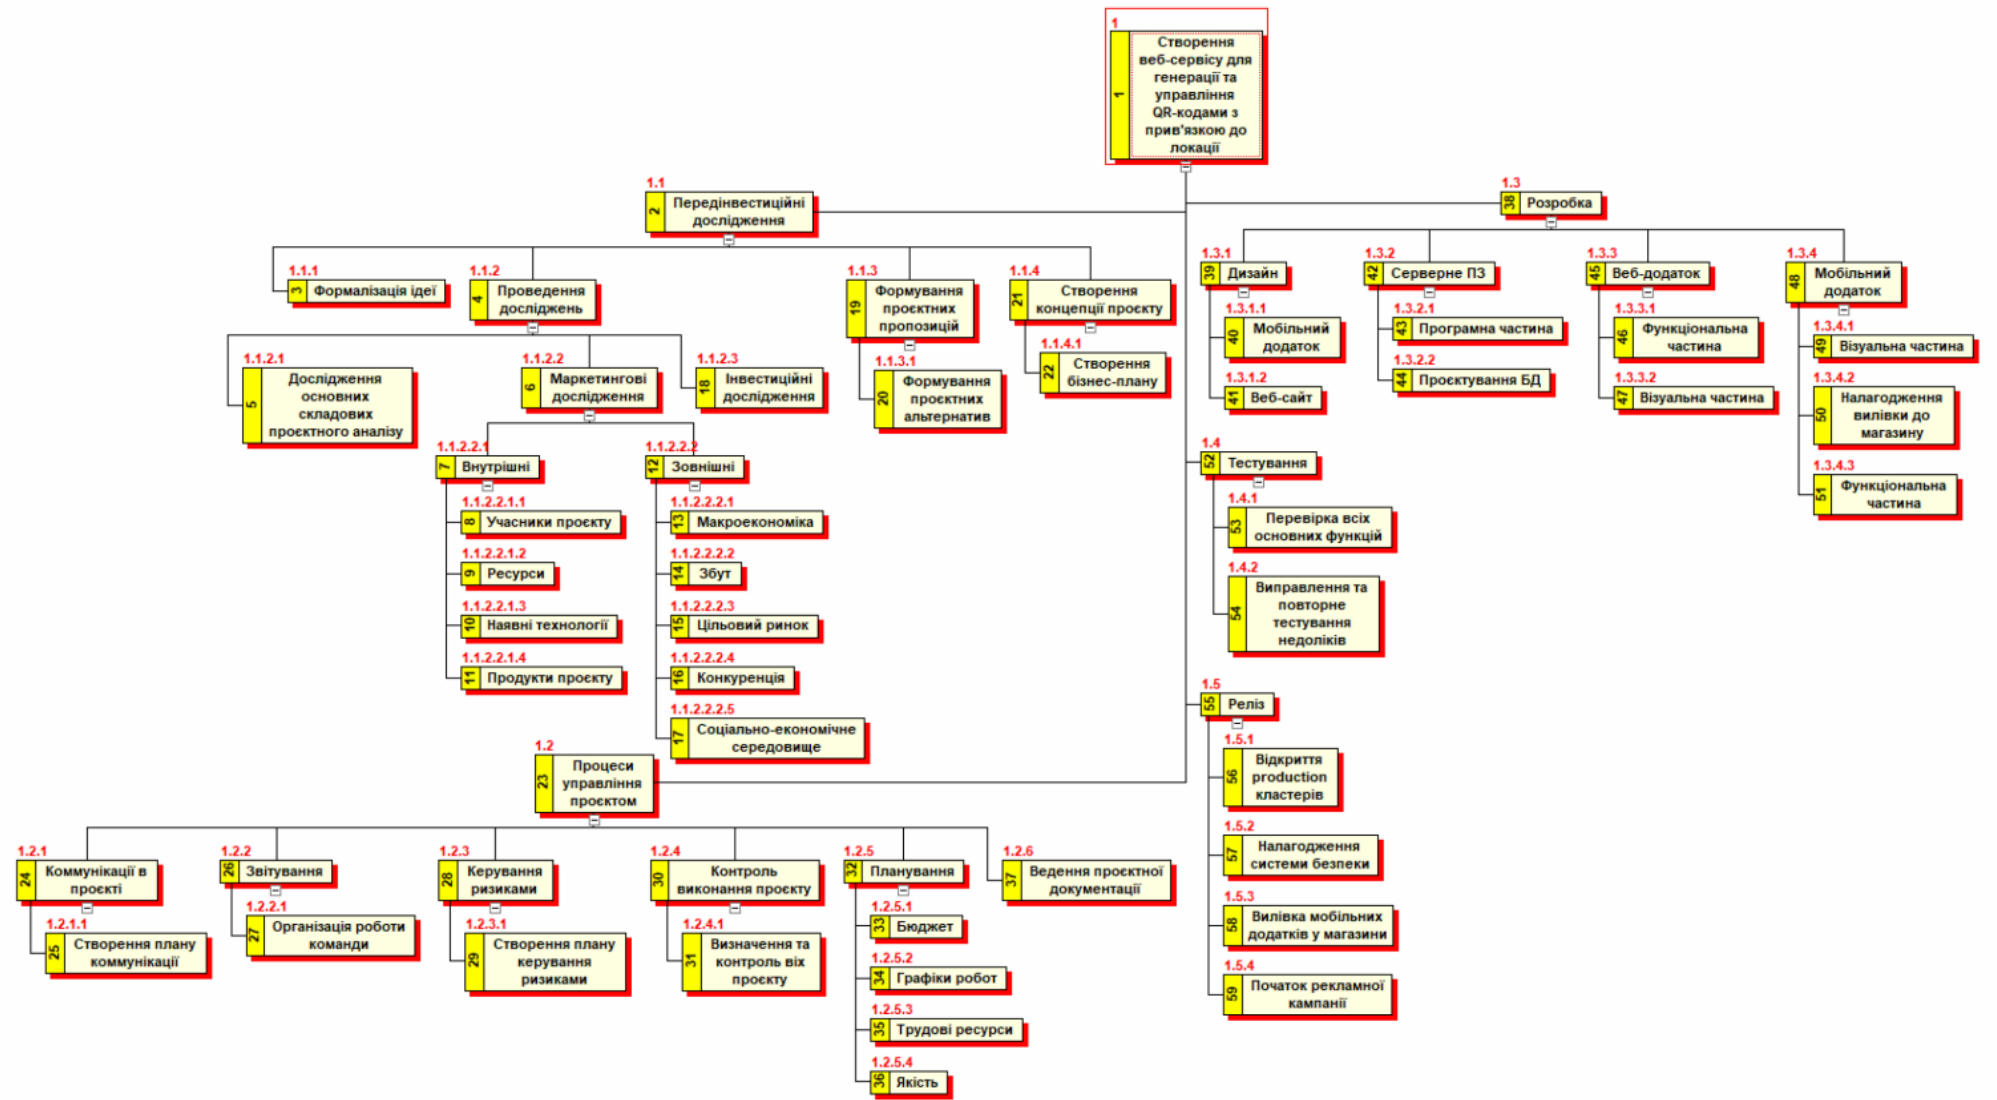 1
1
Створення
веб-сервісу для
генерації та
управління
QR-кодами з
прив'язкою до
локації
1.1
2
Передінвестиційні
дослідження
1.1.1
3
Формалізація ідеї
1.1.2
4
Проведення
досліджень
1.1.2.1
5
Дослідження
основних
складових
проєктного аналізу
1.1.2.2
6
Маркетингові
дослідження
1.1.2.2.1
7
Внутрішні
1.1.2.2.1.1
8
Учасники проєкту
1.1.2.2.1.2
9
Ресурси
1.1.2.2.1.3
10
Наявні технології
1.1.2.2.1.4
11
Продукти проєкту
1.1.2.2.2
12
Зовнішні
1.1.2.2.2.1
13
Макроекономіка
1.1.2.2.2.2
14
Збут
1.1.2.2.2.3
15
Цільовий ринок
1.1.2.2.2.4
16
Конкуренція
1.1.2.2.2.5
17
Соціально-економічне
середовище
1.1.2.3
18
Інвестиційні
дослідження
1.1.3
19
Формування
проєктних
пропозицій
1.1.3.1
20
Формування
проєктних
альтернатив
1.1.4
21
Створення
концепції проєкту
1.1.4.1
22
Створення
бізнес-плану
1.2
23
Процеси
управління
проєктом
1.2.1
24
Коммунікації в
проєкті
1.2.1.1
25
Створення плану
коммунікації
1.2.2
26
Звітування
1.2.2.1
27
Організація роботи
команди
1.2.3
28
Керування
ризиками
1.2.3.1
29
Створення плану
керування
ризиками
1.2.4
30
Контроль
виконання проєкту
1.2.4.1
31
Визначення та
контроль віх
проєкту
1.2.5
32
Планування
1.2.5.1
33
Бюджет
1.2.5.2
34
Графіки робот
1.2.5.3
35
Трудові ресурси
1.2.5.4
36
Якість
1.2.6
37
Ведення проєктної
документації
1.3
38
Розробка
1.3.1
39
Дизайн
1.3.1.1
40
Мобільний
додаток
1.3.1.2
41
Веб-сайт
1.3.2
42
Серверне ПЗ
1.3.2.1
43
Програмна частина
1.3.2.2
44
Проєктування БД
1.3.3
45
Веб-додаток
1.3.3.1
46
Функціональна
частина
1.3.3.2
47
Візуальна частина
1.3.4
48
Мобільний
додаток
1.3.4.1
49
Візуальна частина
1.3.4.2
50
Налагодження
вилівки до
магазину
1.3.4.3
51
Функціональна
частина
1.4
52
Тестування
1.4.1
53
Перевірка всіх
основних функцій
1.4.2
54
Виправлення та
повторне
тестування
недоліків
1.5
55
Реліз
1.5.1
56
Відкриття
production
кластерів
1.5.2
57
Налагодження
системи безпеки
1.5.3
58
Вилівка мобільних
додатків у магазини
1.5.4
59
Початок рекламної
кампанії